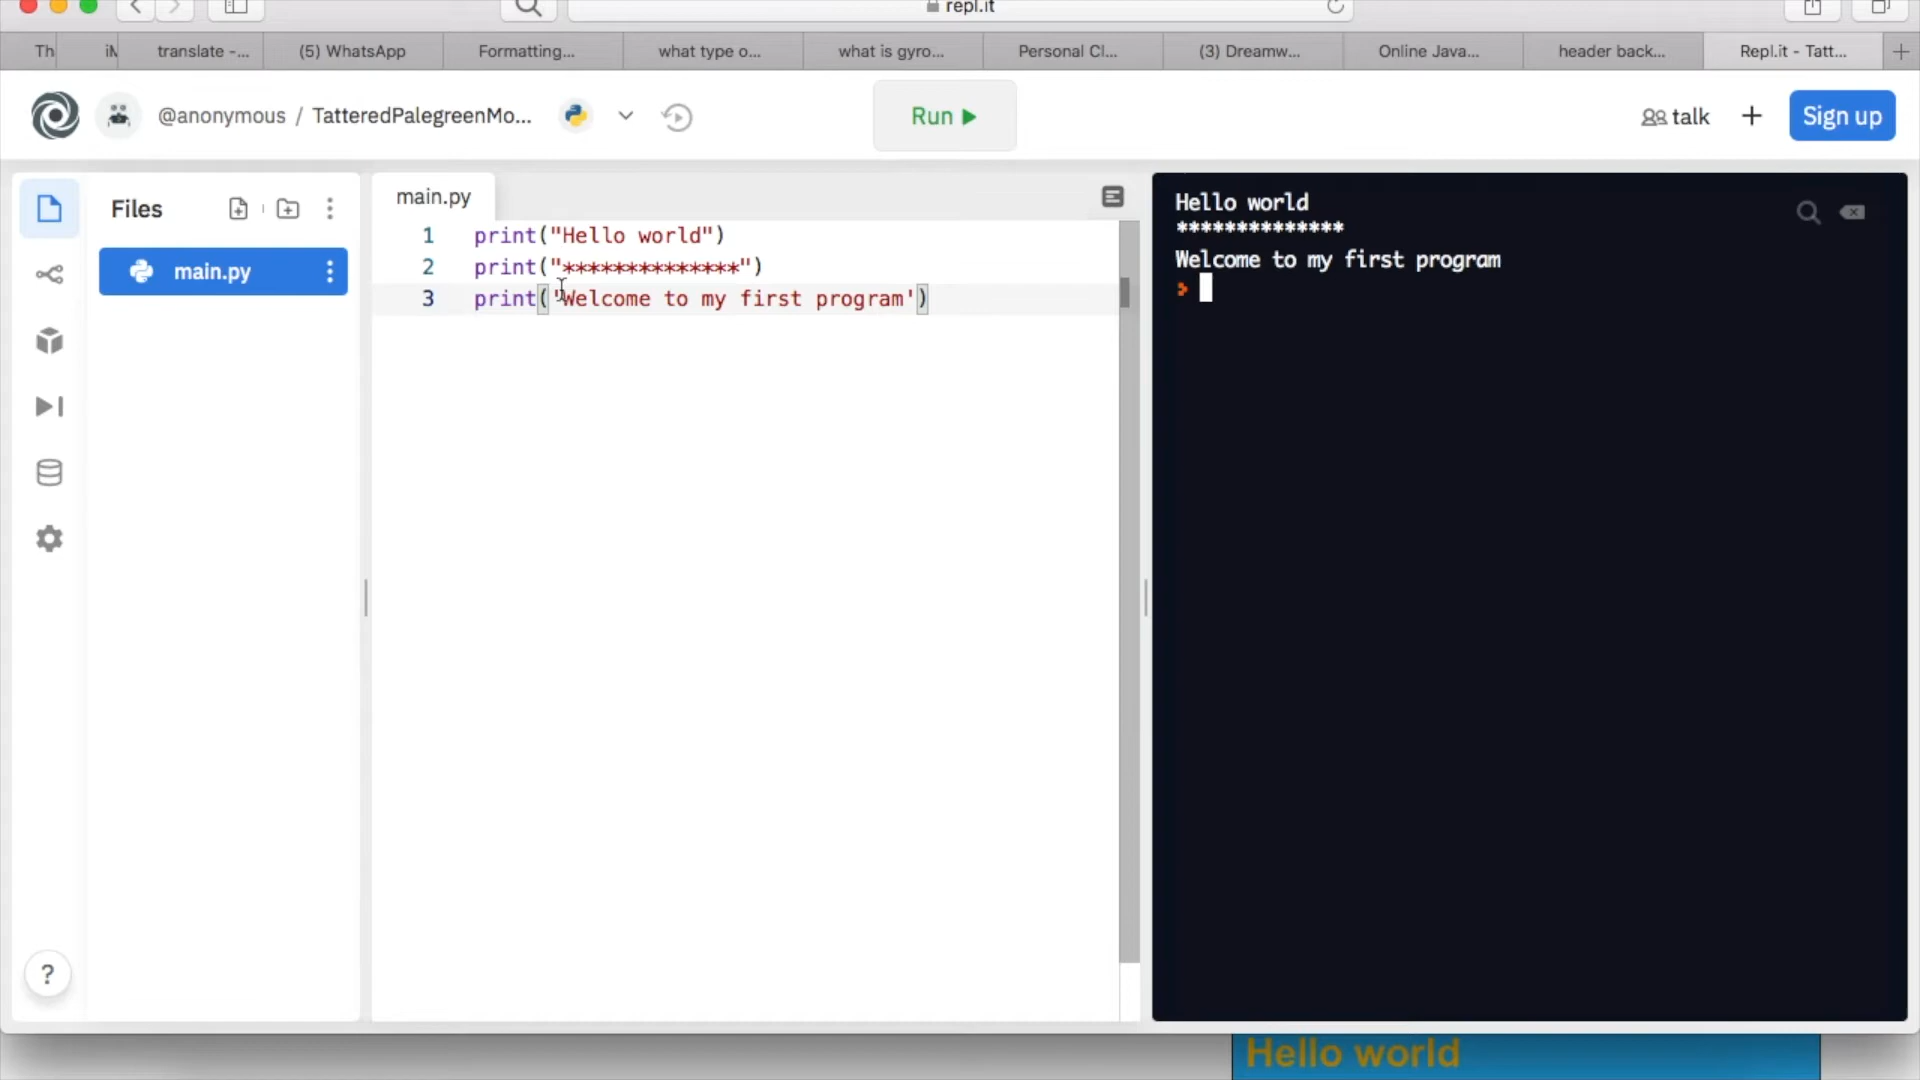 repl.it
Th
iM
translate -...
(5) WhatsApp
Formatting...
what type o...
what is gyro...
Personal Cl...
(3) Dreamw...
Online Java...
header back...
Repl.it - Tatt...
@anonymous / TatteredPalegreenMo...
Run
talk
Sign up
Files
main.py
main.py
1 print("Hello world")
2 print("**************")
3 print('Welcome to my first program')
Hello world
**************
Welcome to my first program
?
Hello world